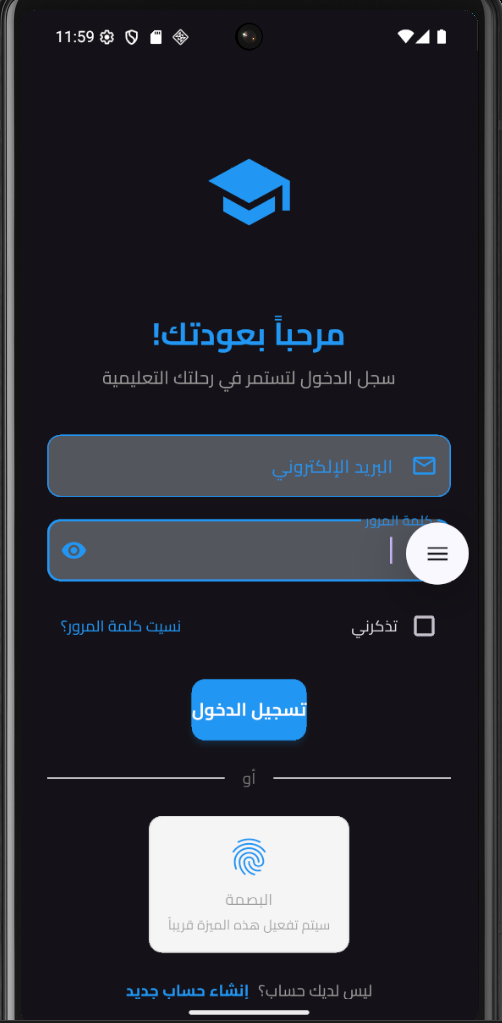 11:59
مرحباً بعودتك!
سجل الدخول لتستمر في رحلتك التعليمية
البريد الإلكتروني
كلمة المرور
تذكرني
نسيت كلمة المرور؟
تسجيل الدخول
أو
البصمة
سيتم تفعيل هذه الميزة قريباً
ليس لديك حساب؟ إنشاء حساب جديد